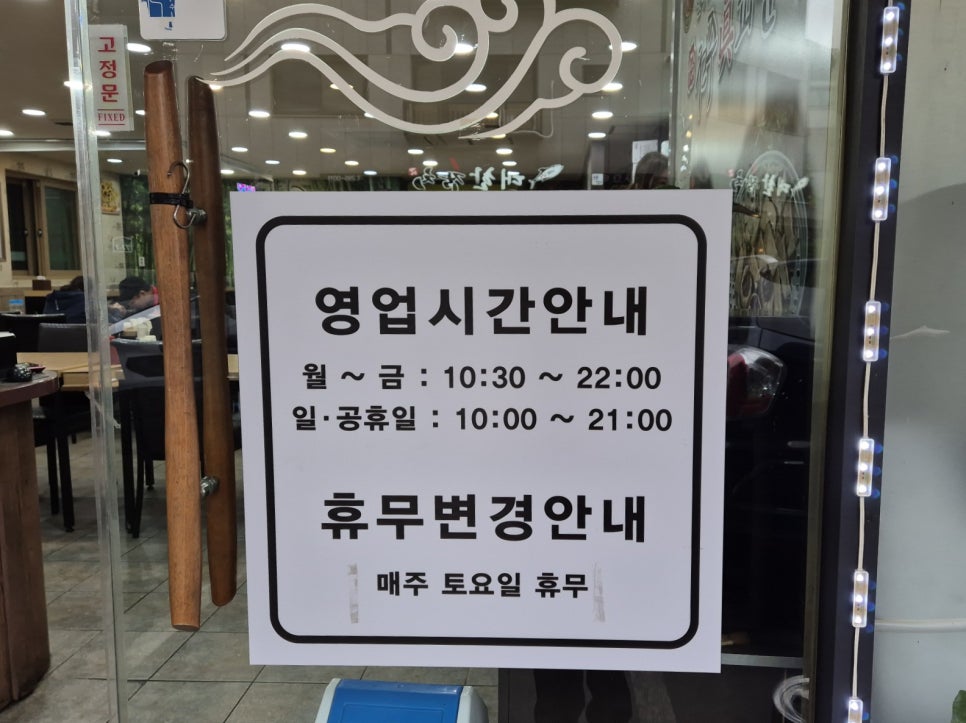 고정문
FIXED
영업시간안내
월 ~ 금 : 10:30 ~ 22:00
일·공휴일 : 10:00 ~ 21:00
휴무변경안내
매주 토요일 휴무